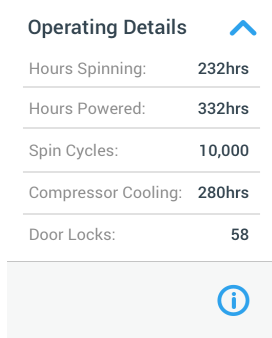 Operating Details
Hours Spinning: 232hrs
Hours Powered: 332hrs
Spin Cycles: 10,000
Compressor Cooling: 280hrs
Door Locks: 58